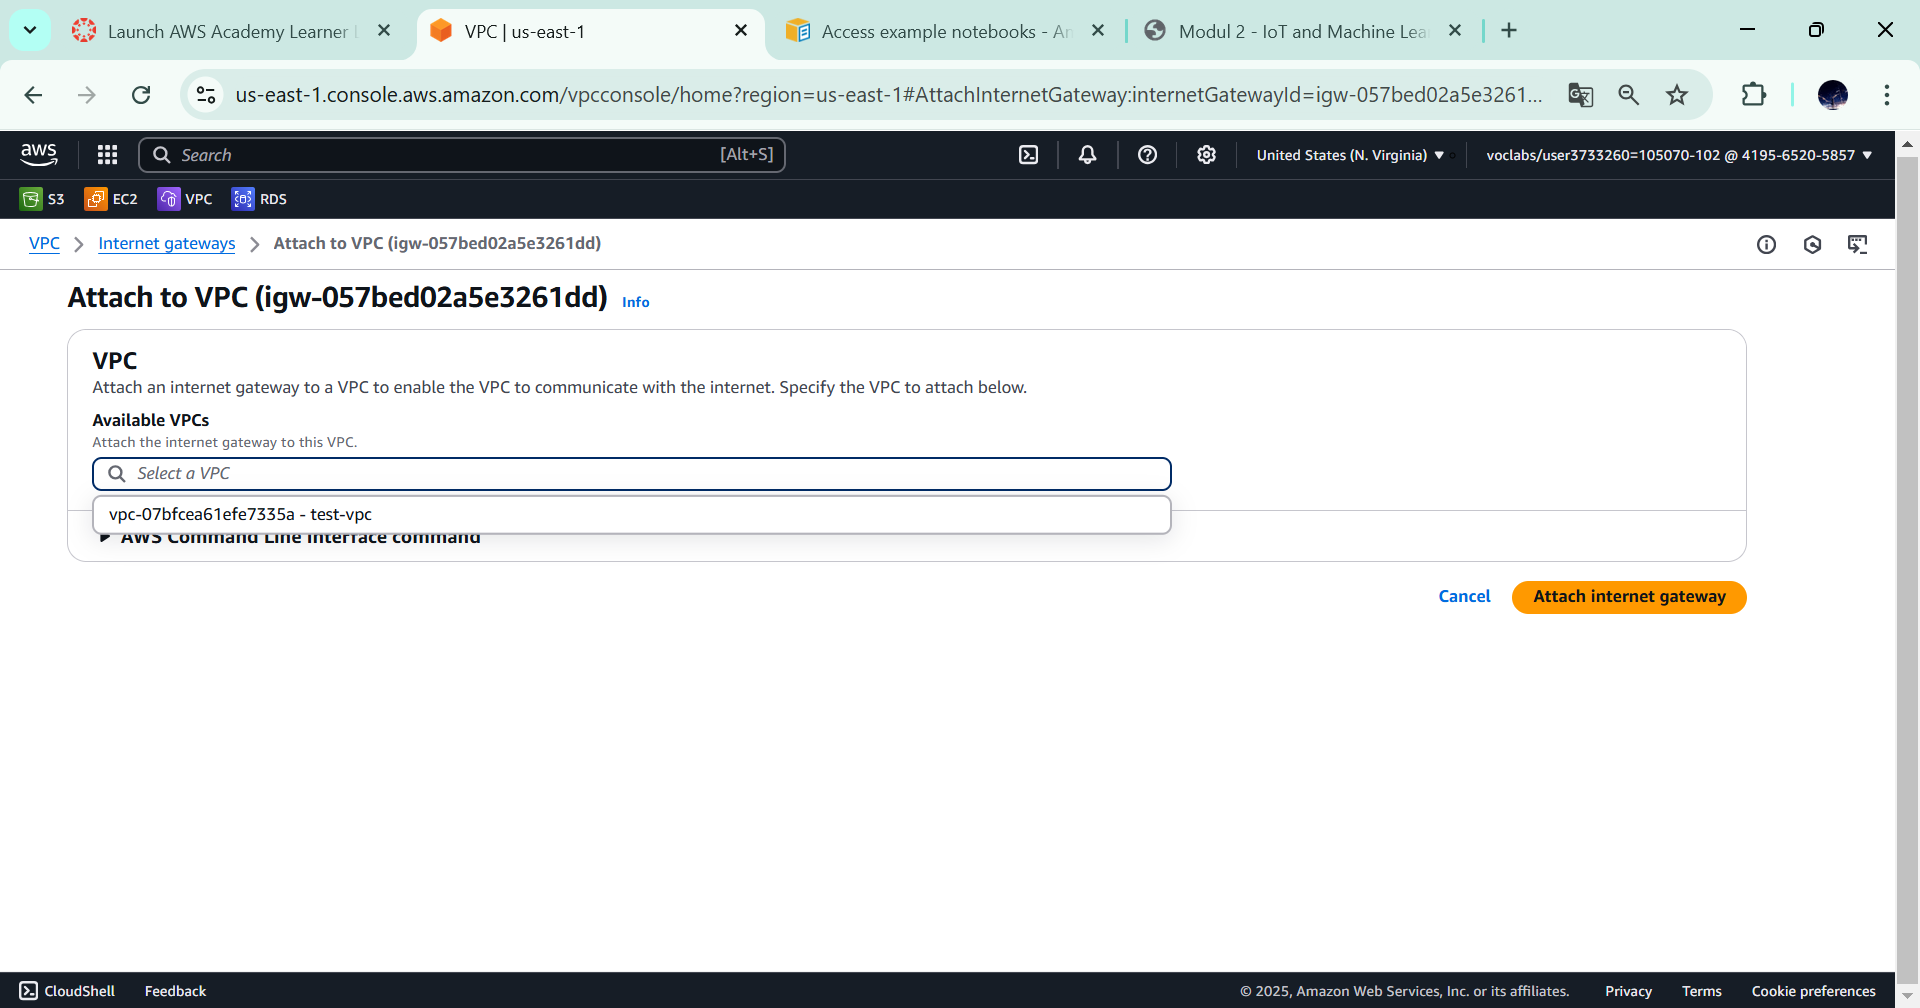 Launch AWS Academy Learner
VPC | us-east-1
Access example notebooks - Am
Modul 2 - IoT and Machine Lea
us-east-1.console.aws.amazon.com/vpcconsole/home?region=us-east-1#AttachInternetGateway:internetGatewayId=igw-057bed02a5e3261...
aws
Search
[Alt+S]
United States (N. Virginia)
voclabs/user3733260=105070-102 @ 4195-6520-5857
S3
EC2
VPC
RDS
VPC
Internet gateways
Attach to VPC (igw-057bed02a5e3261dd)
Attach to VPC (igw-057bed02a5e3261dd)
Info
VPC
Attach an internet gateway to a VPC to enable the VPC to communicate with the internet. Specify the VPC to attach below.
Available VPCs
Attach the internet gateway to this VPC.
Select a VPC
vpc-07bfcea61efe7335a - test-vpc
AWS Command Line Interface command
Cancel
Attach internet gateway
CloudShell
Feedback
© 2025, Amazon Web Services, Inc. or its affiliates.
Privacy
Terms
Cookie preferences